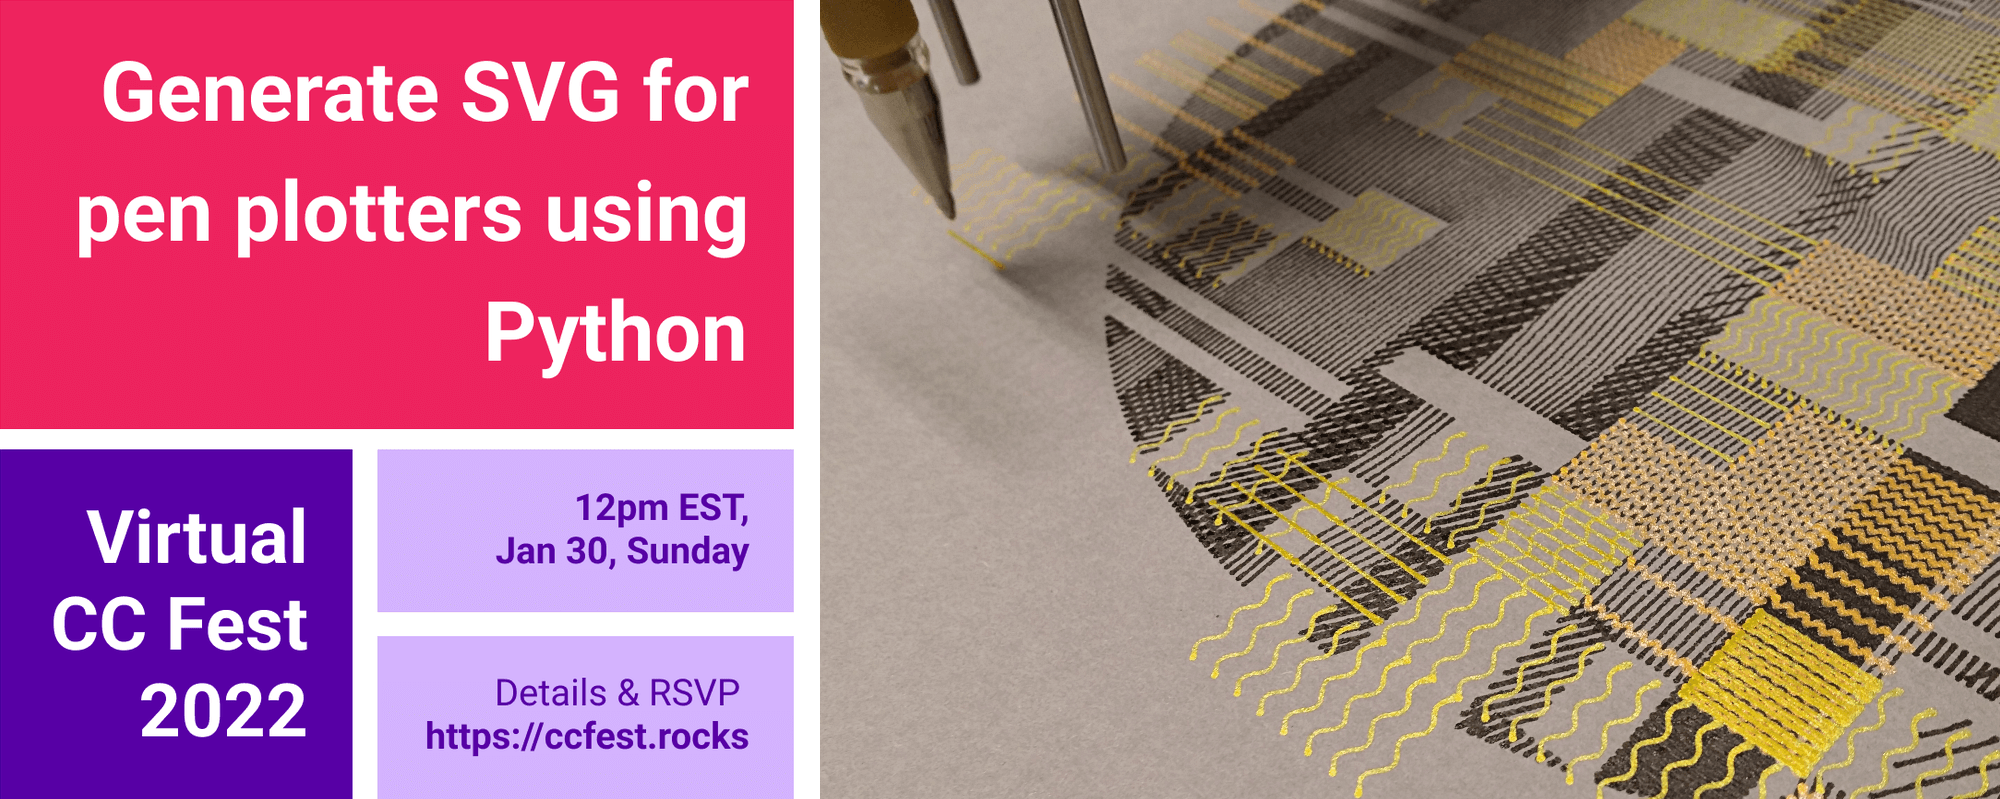 Generate SVG for
pen plotters using
Python
Virtual
CC Fest
2022
12pm EST,
Jan 30, Sunday
Details & RSVP
https://ccfest.rocks